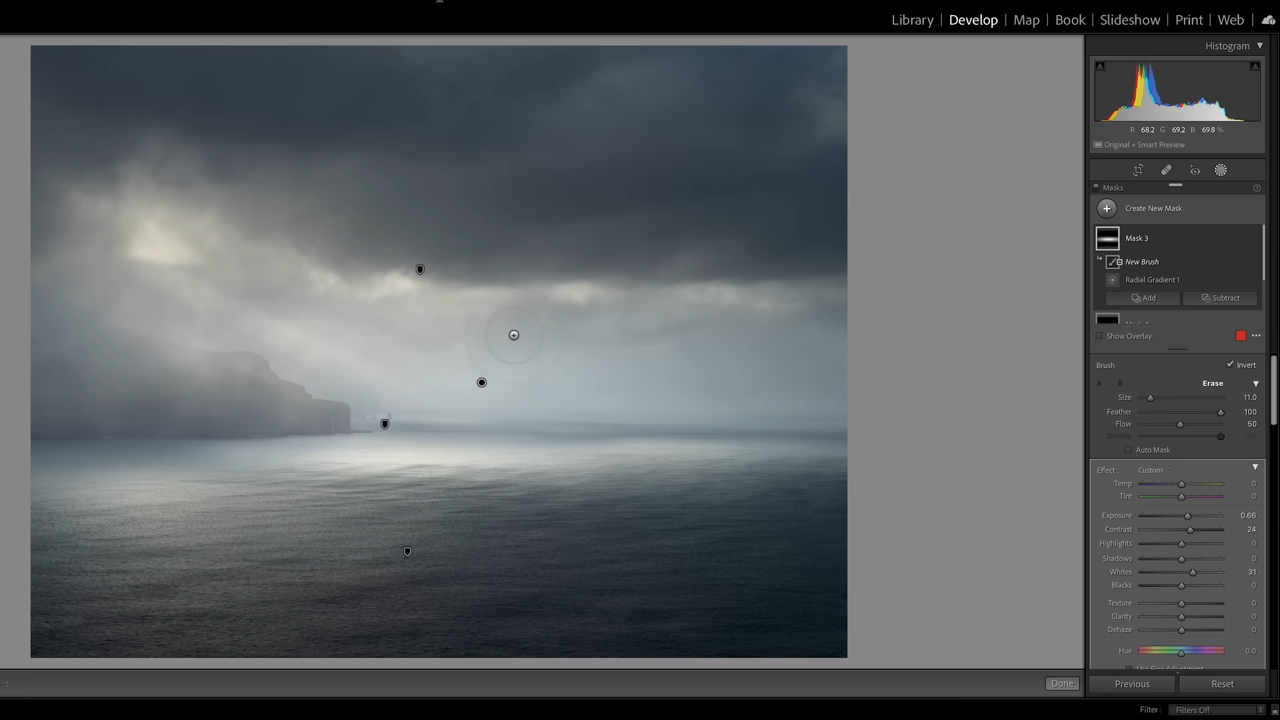 Library | Develop | Map | Book | Slideshow | Print | Web
Histogram
R 68.2 G 69.2 B 69.8 %
Original + Smart Preview
Masks
Create New Mask
Mask 3
New Brush
Radial Gradient 1
Add Subtract
Show Overlay
Brush Invert
A B Erase
Size 11.0
Feather 100
Flow 50
Density
Auto Mask
Effect : Custom
Temp 0
Tint 0
Exposure 0.66
Contrast 24
Highlights 0
Shadows 0
Whites 31
Blacks 0
Texture 0
Clarity 0
Dehaze 0
Hue 0.0
Use Fine Adjustment
Done
Previous Reset
Filter : Filters Off